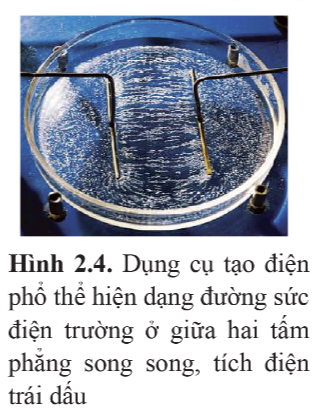 Hình 2.4. Dụng cụ tạo điện
phổ thể hiện dạng đường sức
điện trường ở giữa hai tấm
phẳng song song, tích điện
trái dấu